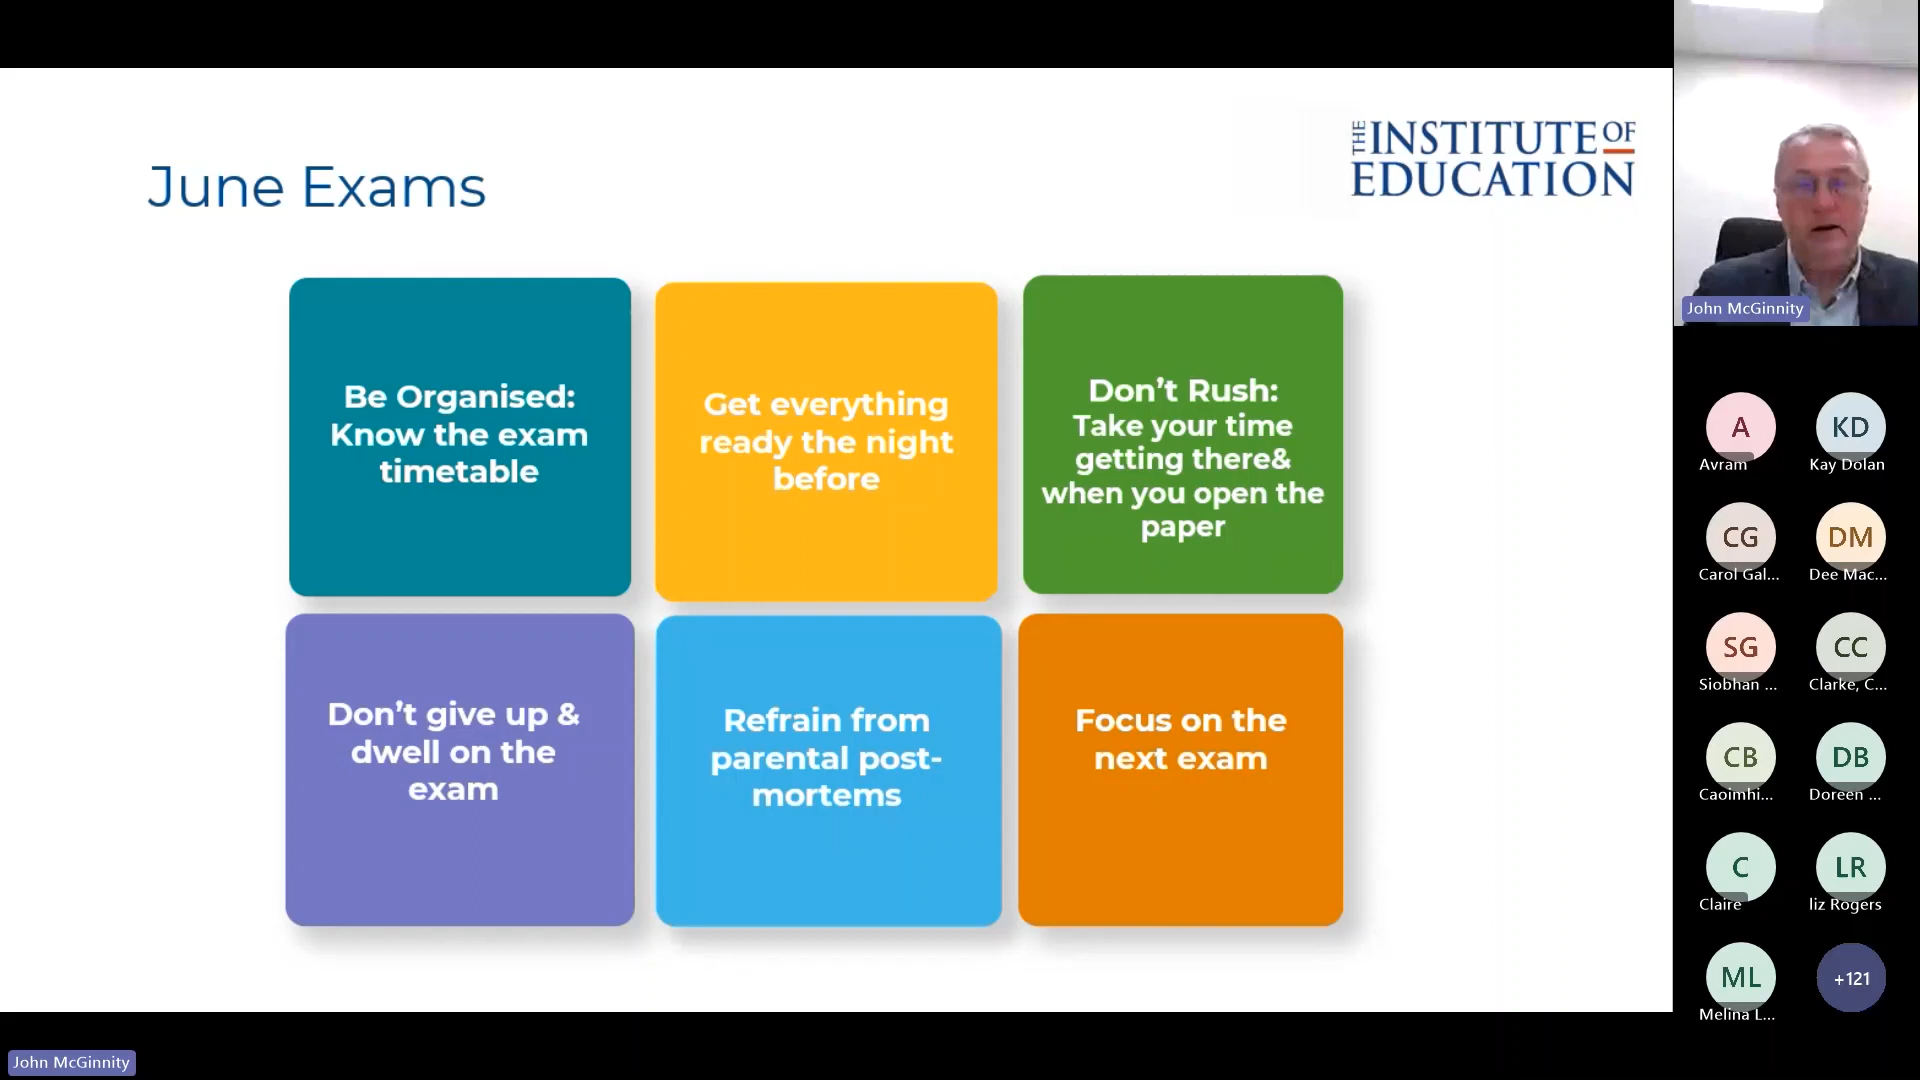 June Exams
THE INSTITUTE OF
EDUCATION
Be Organised:
Know the exam
timetable
Get everything
ready the night
before
Don't Rush:
Take your time
getting there&
when you open the
paper
Don't give up &
dwell on the
exam
Refrain from
parental post-
mortems
Focus on the
next exam
John McGinnity
A
Avram
KD
Kay Dolan
CG
Carol Gal...
DM
Dee Mac...
SG
Siobhan ...
CC
Clarke, C...
CB
Caoimhi...
DB
Doreen ...
C
Claire
LR
liz Rogers
ML
Melina L...
+121
John McGinnity